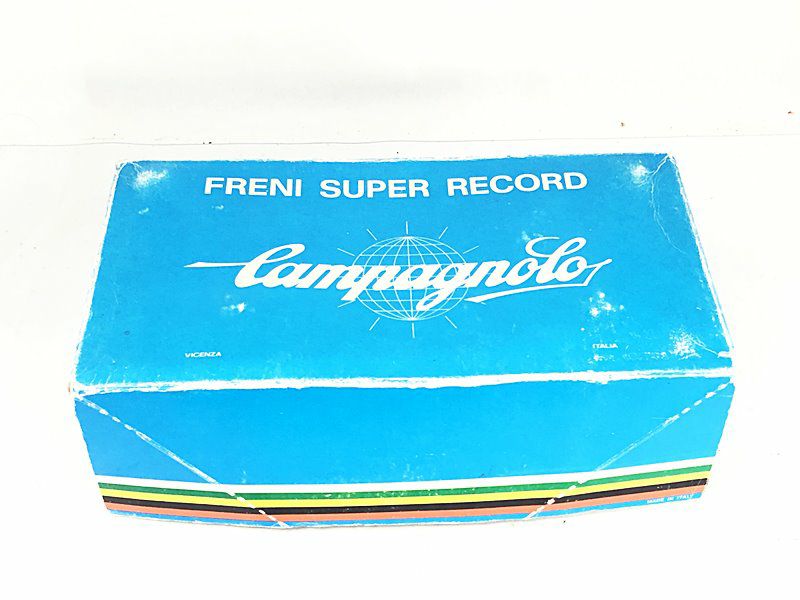 FRENI SUPER RECORD
Campagnolo
VICENZA
ITALIA
MADE IN ITALY